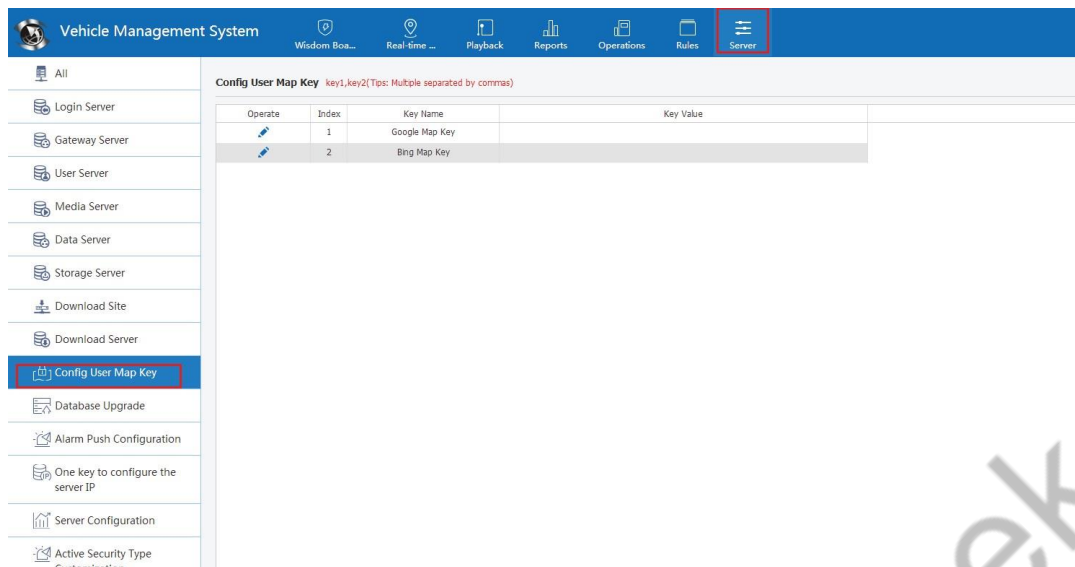 Vehicle Management System
Wisdom Boa...
Real-time ...
Playback
Reports
Operations
Rules
Server
All
Login Server
Gateway Server
User Server
Media Server
Data Server
Storage Server
Download Site
Download Server
Config User Map Key
Database Upgrade
Alarm Push Configuration
One key to configure the
server IP
Server Configuration
Active Security Type
Config User Map Key key1,key2(Tips: Multiple separated by commas)
Operate Index Key Name Key Value
1 Google Map Key
2 Bing Map Key
ek